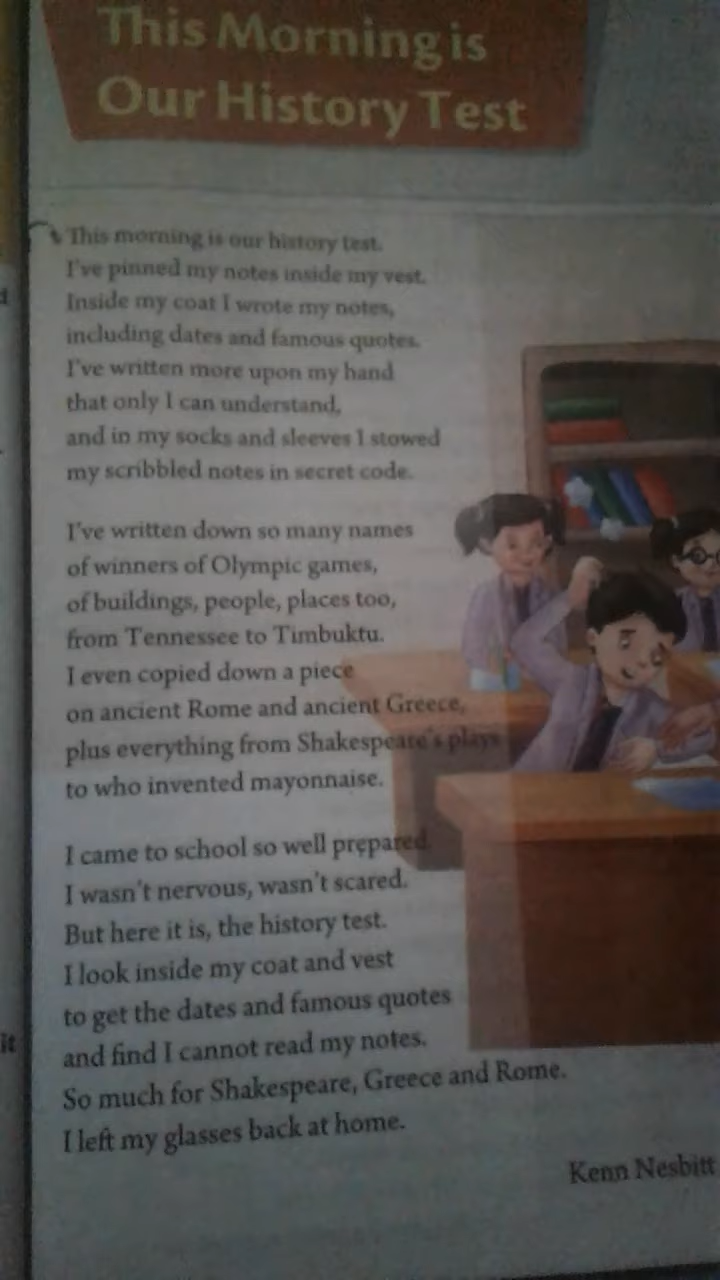 This Morning is
Our History Test
This morning is our history test.
I've pinned my notes inside my vest.
Inside my coat I wrote my notes,
including dates and famous quotes.
I've written more upon my hand
that only I can understand,
and in my socks and sleeves I stowed
my scribbled notes in secret code.
I've written down so many names
of winners of Olympic games,
of buildings, people, places too,
from Tennessee to Timbuktu.
I even copied down a piece
on ancient Rome and ancient Greece,
plus everything from Shakespeare's plays
to who invented mayonnaise.
I came to school so well prepared.
I wasn't nervous, wasn't scared.
But here it is, the history test.
I look inside my coat and vest
to get the dates and famous quotes
and find I cannot read my notes.
So much for Shakespeare, Greece and Rome.
I left my glasses back at home.
Kenn Nesbitt